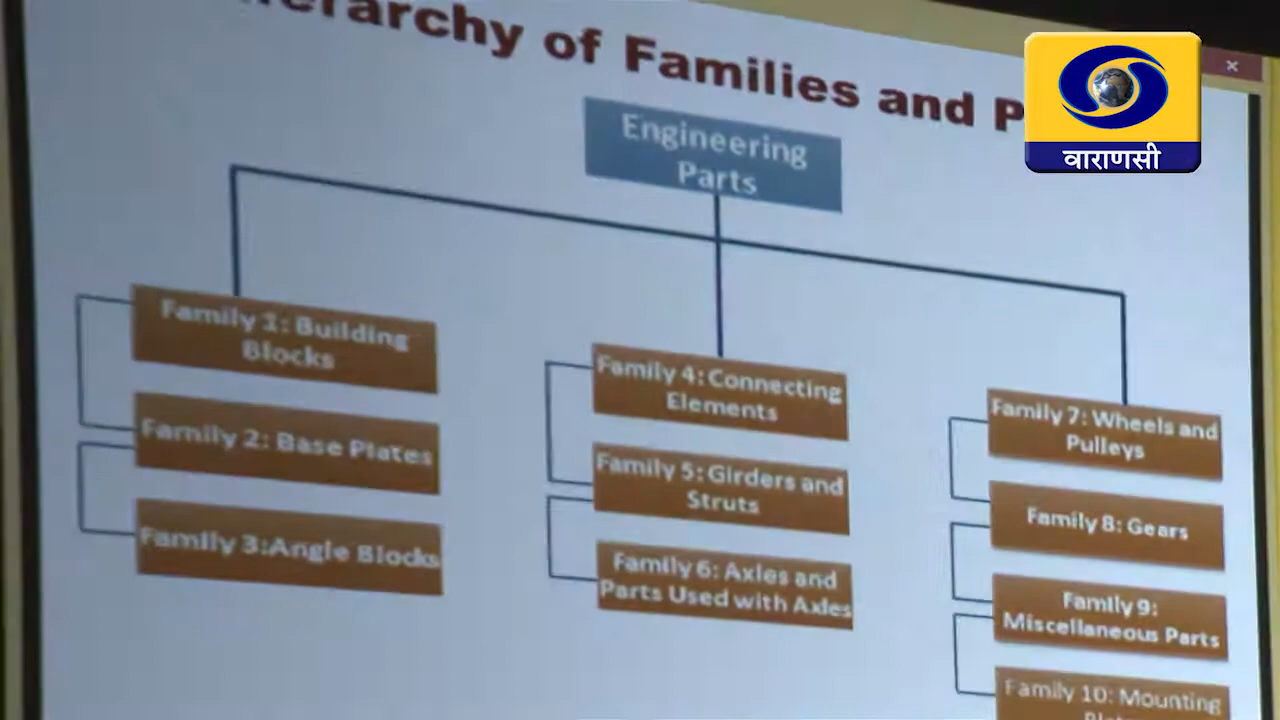 of Families and
वाराणसी
Engineering
Parts
Family 1: Building
Blocks
Family 2: Base Plates
Family 3:Angle Blocks
Family 4: Connecting
Elements
Family 5: Girders and
Struts
Family 6: Axles and
Parts Used with Axles
Family 7: Wheels and
Pulleys
Family 8: Gears
Family 9:
Miscellaneous Parts
Family 10: Mounting